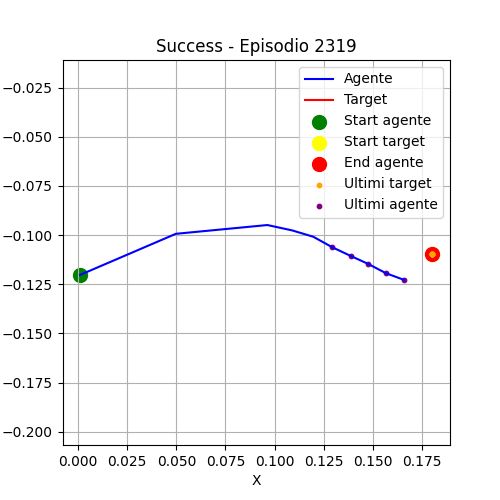 Success - Episodio 2319
Agente
Target
Start agente
Start target
End agente
Ultimi target
Ultimi agente
−0.025
−0.050
−0.075
−0.100
−0.125
−0.150
−0.175
−0.200
0.000 0.025 0.050 0.075 0.100 0.125 0.150 0.175
X